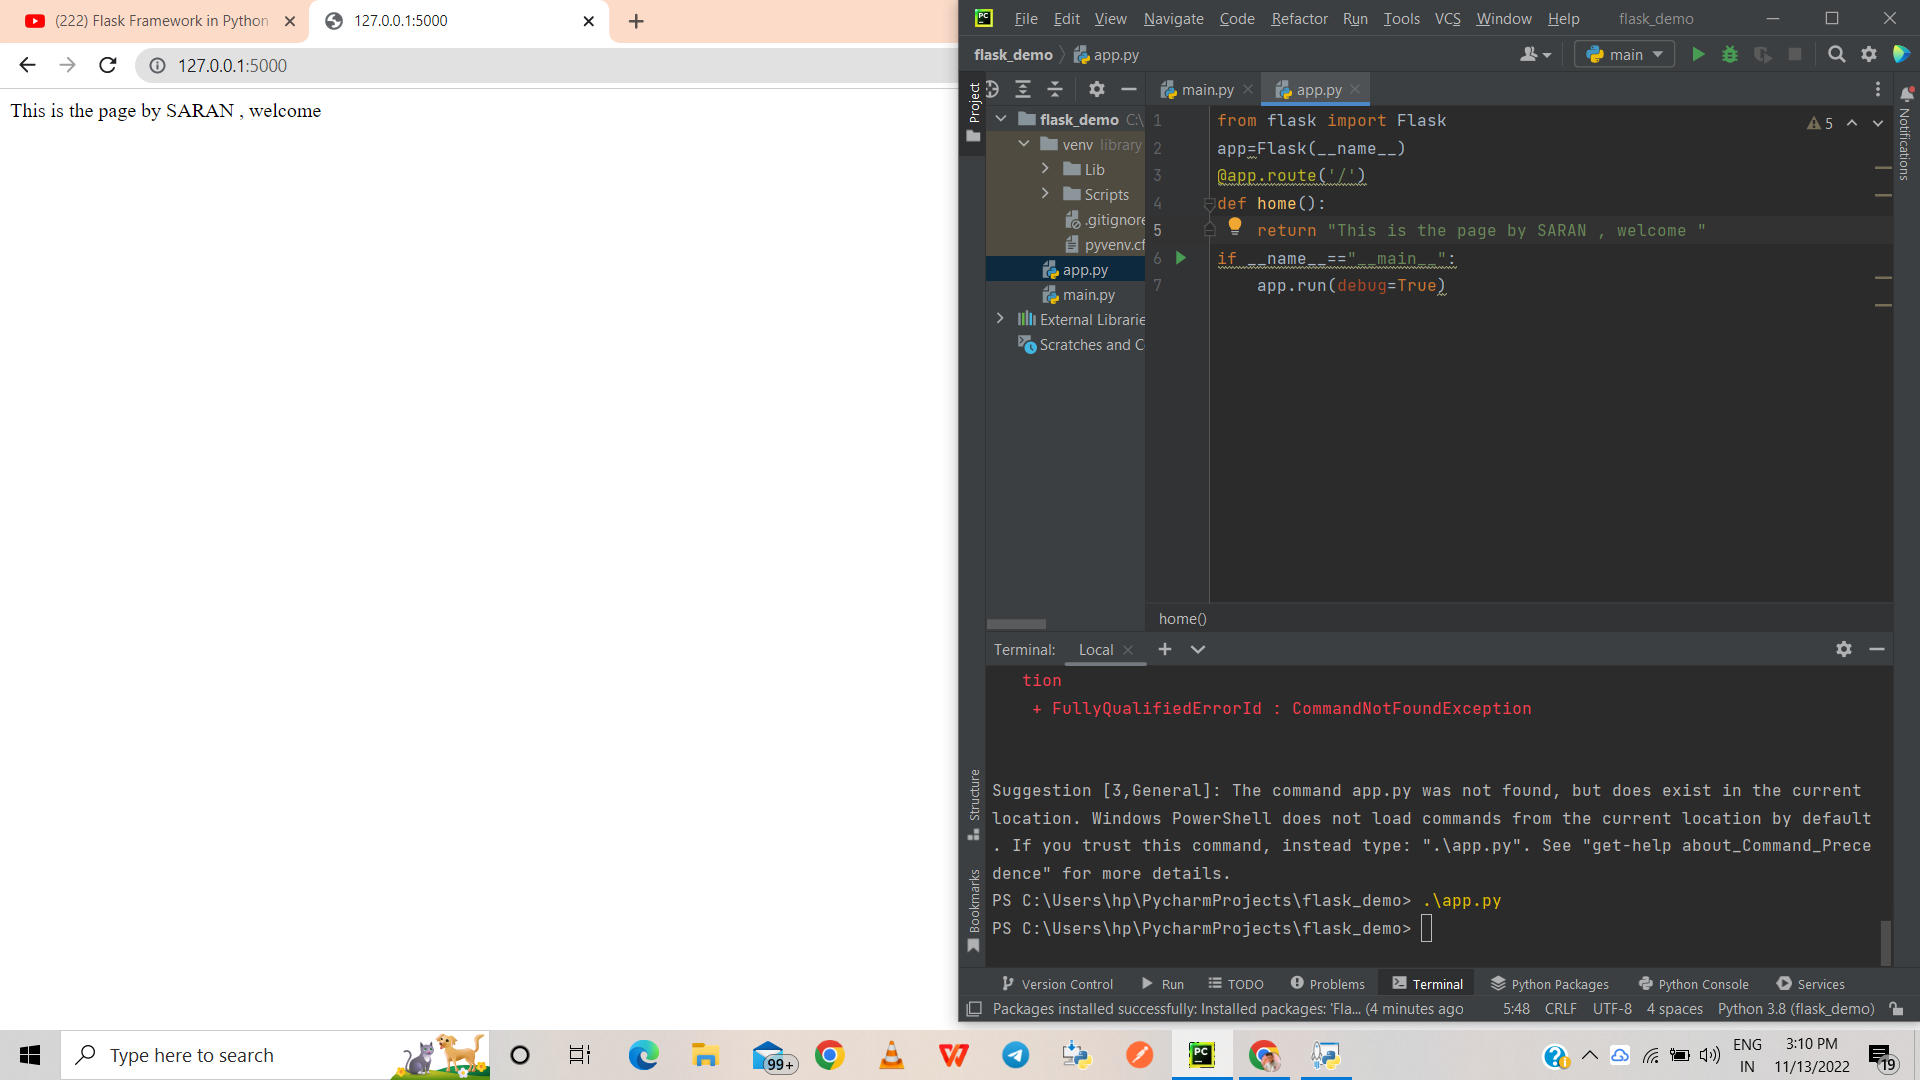 (222) Flask Framework in Python
127.0.0.1:5000
127.0.0.1:5000
This is the page by SARAN , welcome
PC
File Edit View Navigate Code Refactor Run Tools VCS Window Help flask_demo
flask_demo app.py
main
Project
main.py
app.py
flask_demo C:\
venv library
Lib
Scripts
.gitignore
pyvenv.cf
app.py
main.py
External Librarie
Scratches and C
1 from flask import Flask
2 app=Flask(__name__)
3 @app.route('/')
4 def home():
5 return "This is the page by SARAN , welcome "
6 if __name__=="__main__":
7 app.run(debug=True)
5
Notifications
home()
Terminal: Local
tion
+ FullyQualifiedErrorId : CommandNotFoundException
Suggestion [3,General]: The command app.py was not found, but does exist in the current
location. Windows PowerShell does not load commands from the current location by default
. If you trust this command, instead type: ".\app.py". See "get-help about_Command_Prece
dence" for more details.
PS C:\Users\hp\PycharmProjects\flask_demo> .\app.py
PS C:\Users\hp\PycharmProjects\flask_demo>
Structure
Bookmarks
Version Control Run TODO Problems Terminal Python Packages Python Console Services
Packages installed successfully: Installed packages: 'Fla... (4 minutes ago 5:48 CRLF UTF-8 4 spaces Python 3.8 (flask_demo)
Type here to search
99+
PC
ENG
IN
3:10 PM
11/13/2022
19